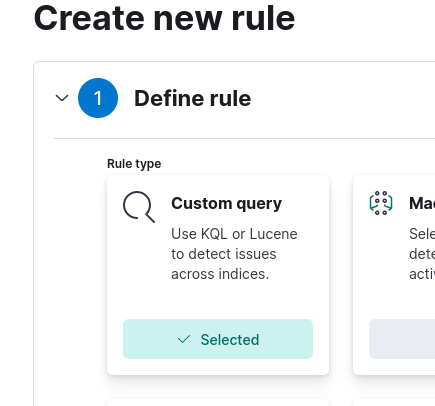 Create new rule
1 Define rule
Rule type
Custom query
Use KQL or Lucene
to detect issues
across indices.
Selected